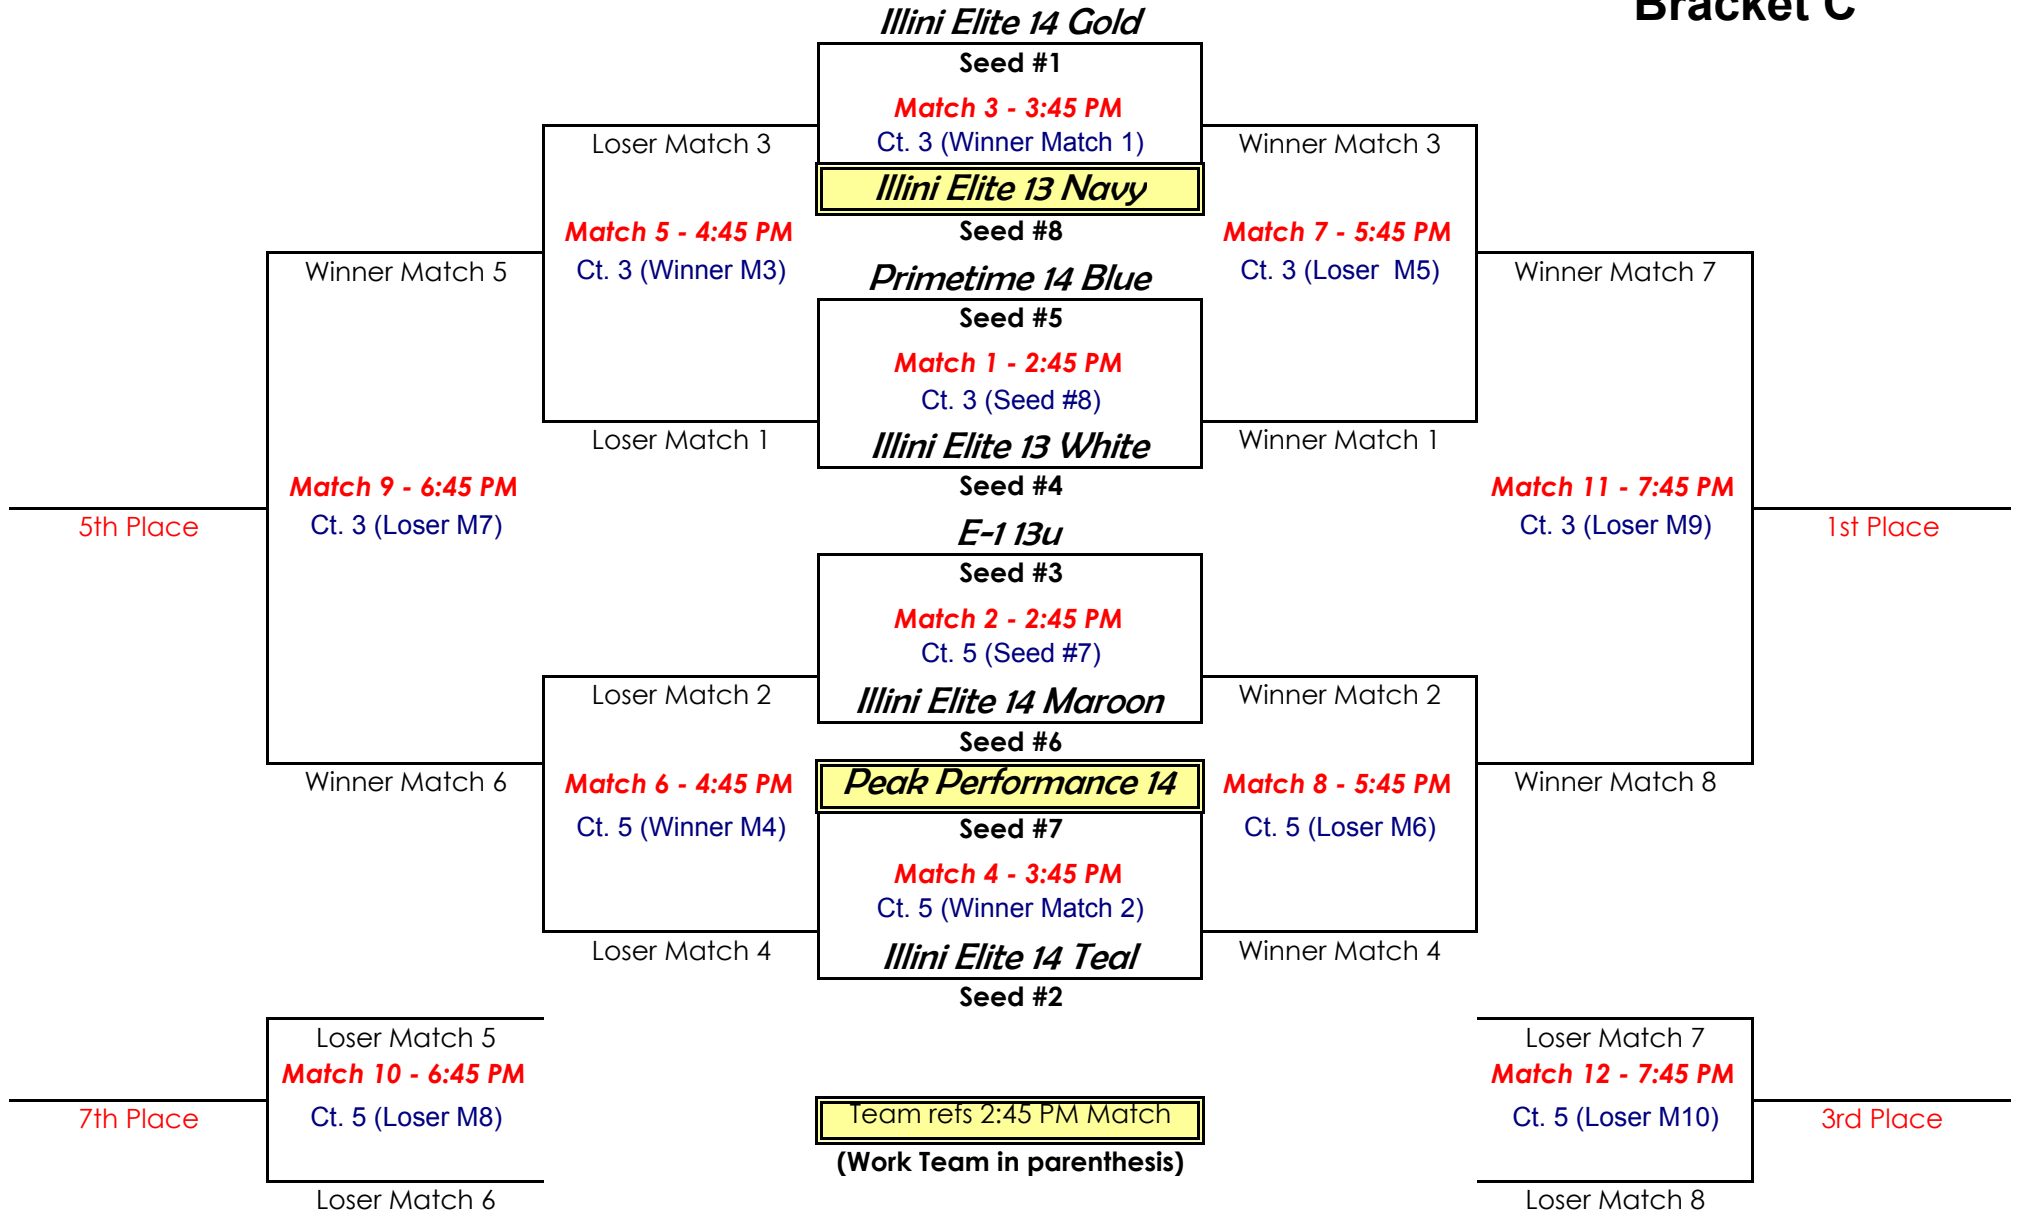 Bracket C
Illini Elite 14 Gold
Seed #1
Match 3 - 3:45 PM
Loser Match 3
Ct. 3 (Winner Match 1)
Winner Match 3
Illini Elite 13 Navy
Match 5 - 4:45 PM
Seed #8
Match 7 - 5:45 PM
Winner Match 5
Ct. 3 (Winner M3)
Primetime 14 Blue
Ct. 3 (Loser M5)
Winner Match 7
Seed #5
Match 1 - 2:45 PM
Ct. 3 (Seed #8)
Loser Match 1
Illini Elite 13 White
Winner Match 1
Match 9 - 6:45 PM
Seed #4
Match 11 - 7:45 PM
5th Place
Ct. 3 (Loser M7)
E-1 13u
Ct. 3 (Loser M9)
1st Place
Seed #3
Match 2 - 2:45 PM
Ct. 5 (Seed #7)
Loser Match 2
Illini Elite 14 Maroon
Winner Match 2
Seed #6
Winner Match 6
Match 6 - 4:45 PM
Peak Performance 14
Match 8 - 5:45 PM
Winner Match 8
Ct. 5 (Winner M4)
Seed #7
Ct. 5 (Loser M6)
Match 4 - 3:45 PM
Ct. 5 (Winner Match 2)
Loser Match 4
Illini Elite 14 Teal
Winner Match 4
Seed #2
Loser Match 5
Loser Match 7
Match 10 - 6:45 PM
Match 12 - 7:45 PM
7th Place
Ct. 5 (Loser M8)
Team refs 2:45 PM Match
Ct. 5 (Loser M10)
3rd Place
(Work Team in parenthesis)
Loser Match 6
Loser Match 8